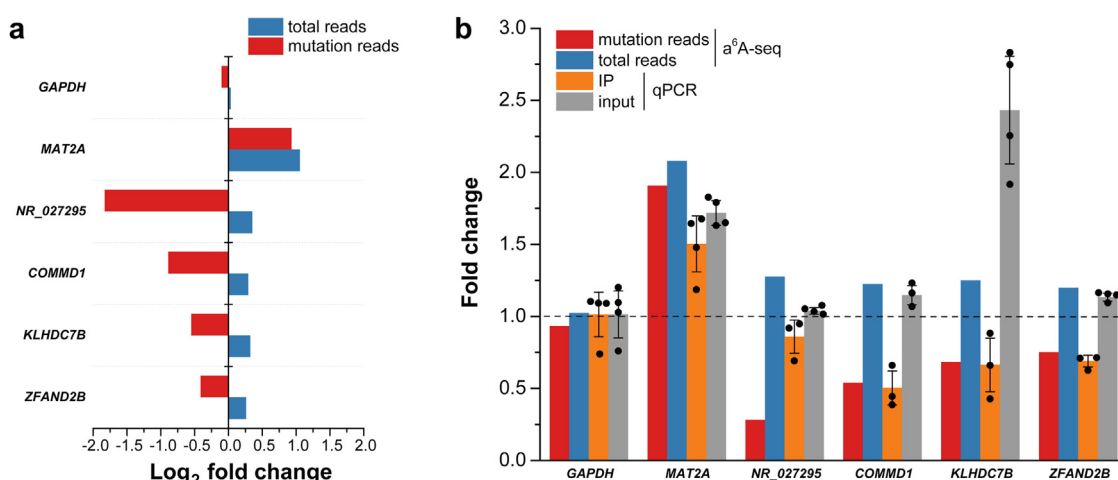 a
total reads
mutation reads
GAPDH
MAT2A
NR_027295
COMMD1
KLHDC7B
ZFAND2B
-2.0 -1.5 -1.0 -0.5 0.0 0.5 1.0 1.5 2.0
Log2 fold change
b
mutation reads
total reads
a⁶A-seq
IP
input
qPCR
Fold change
3.0
2.5
2.0
1.5
1.0
0.5
0.0
GAPDH MAT2A NR_027295 COMMD1 KLHDC7B ZFAND2B